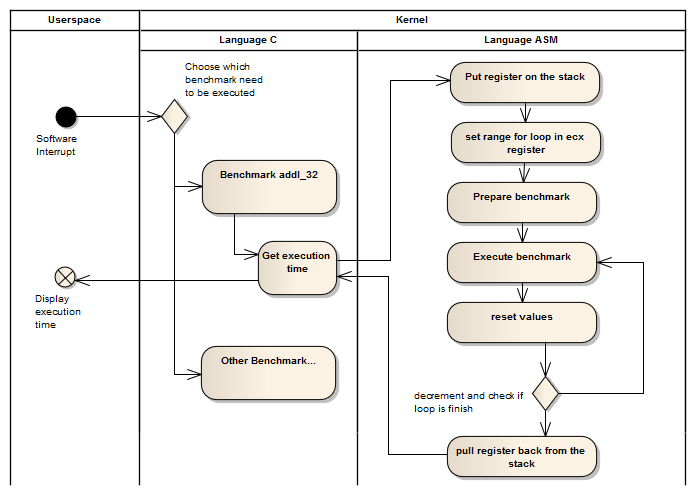 Userspace
Kernel
Language C
Language ASM
Choose which
benchmark need
to be executed
Software
Interrupt
Benchmark addl_32
Get execution
time
Display
execution
time
Other Benchmark...
Put register on the stack
set range for loop in ecx
register
Prepare benchmark
Execute benchmark
reset values
decrement and check if
loop is finish
pull register back from the
stack